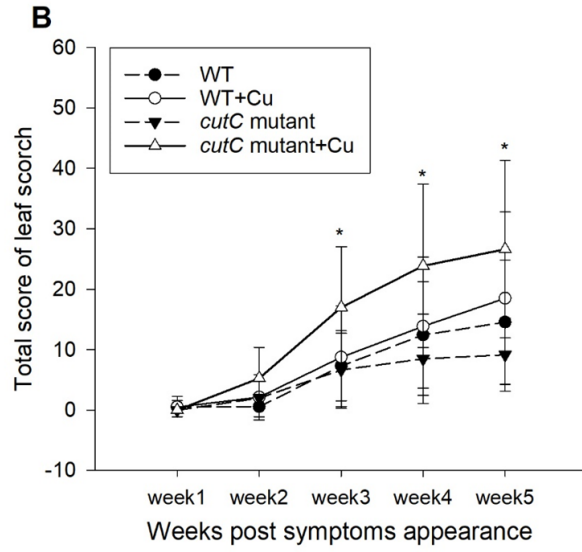 B
60
50
40
30
20
10
0
-10
Total score of leaf scorch
WT
WT+Cu
cutC mutant
cutC mutant+Cu
* * *
week1 week2 week3 week4 week5
Weeks post symptoms appearance